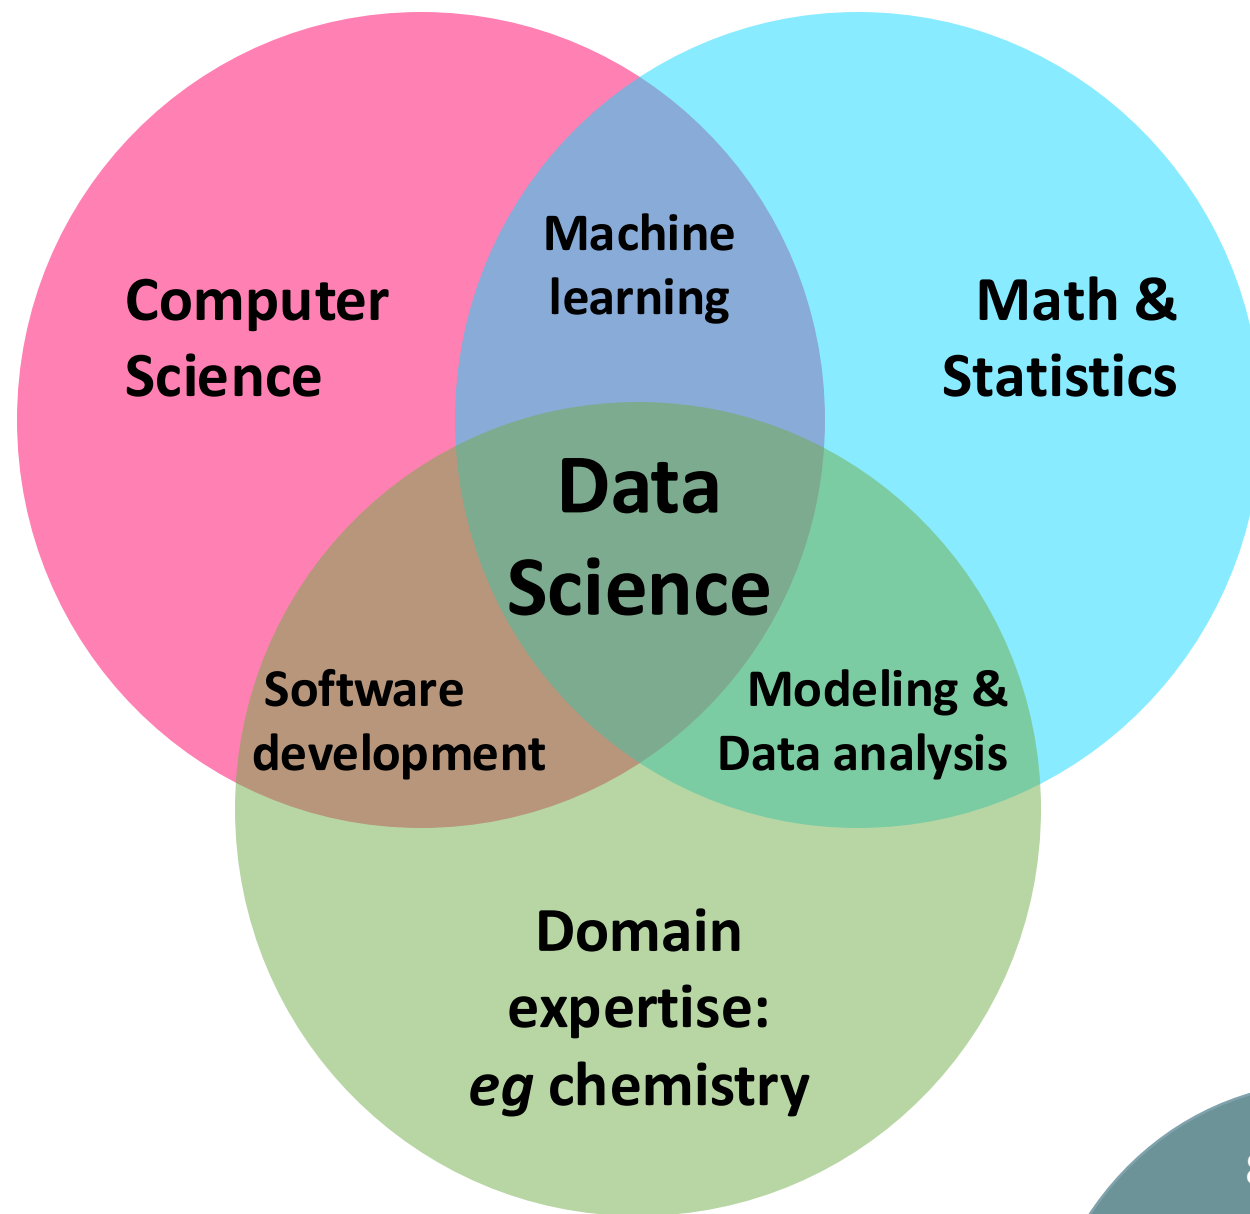 Machine
learning
Computer
Science
Math &
Statistics
Data
Science
Software
development
Modeling &
Data analysis
Domain
expertise:
eg chemistry